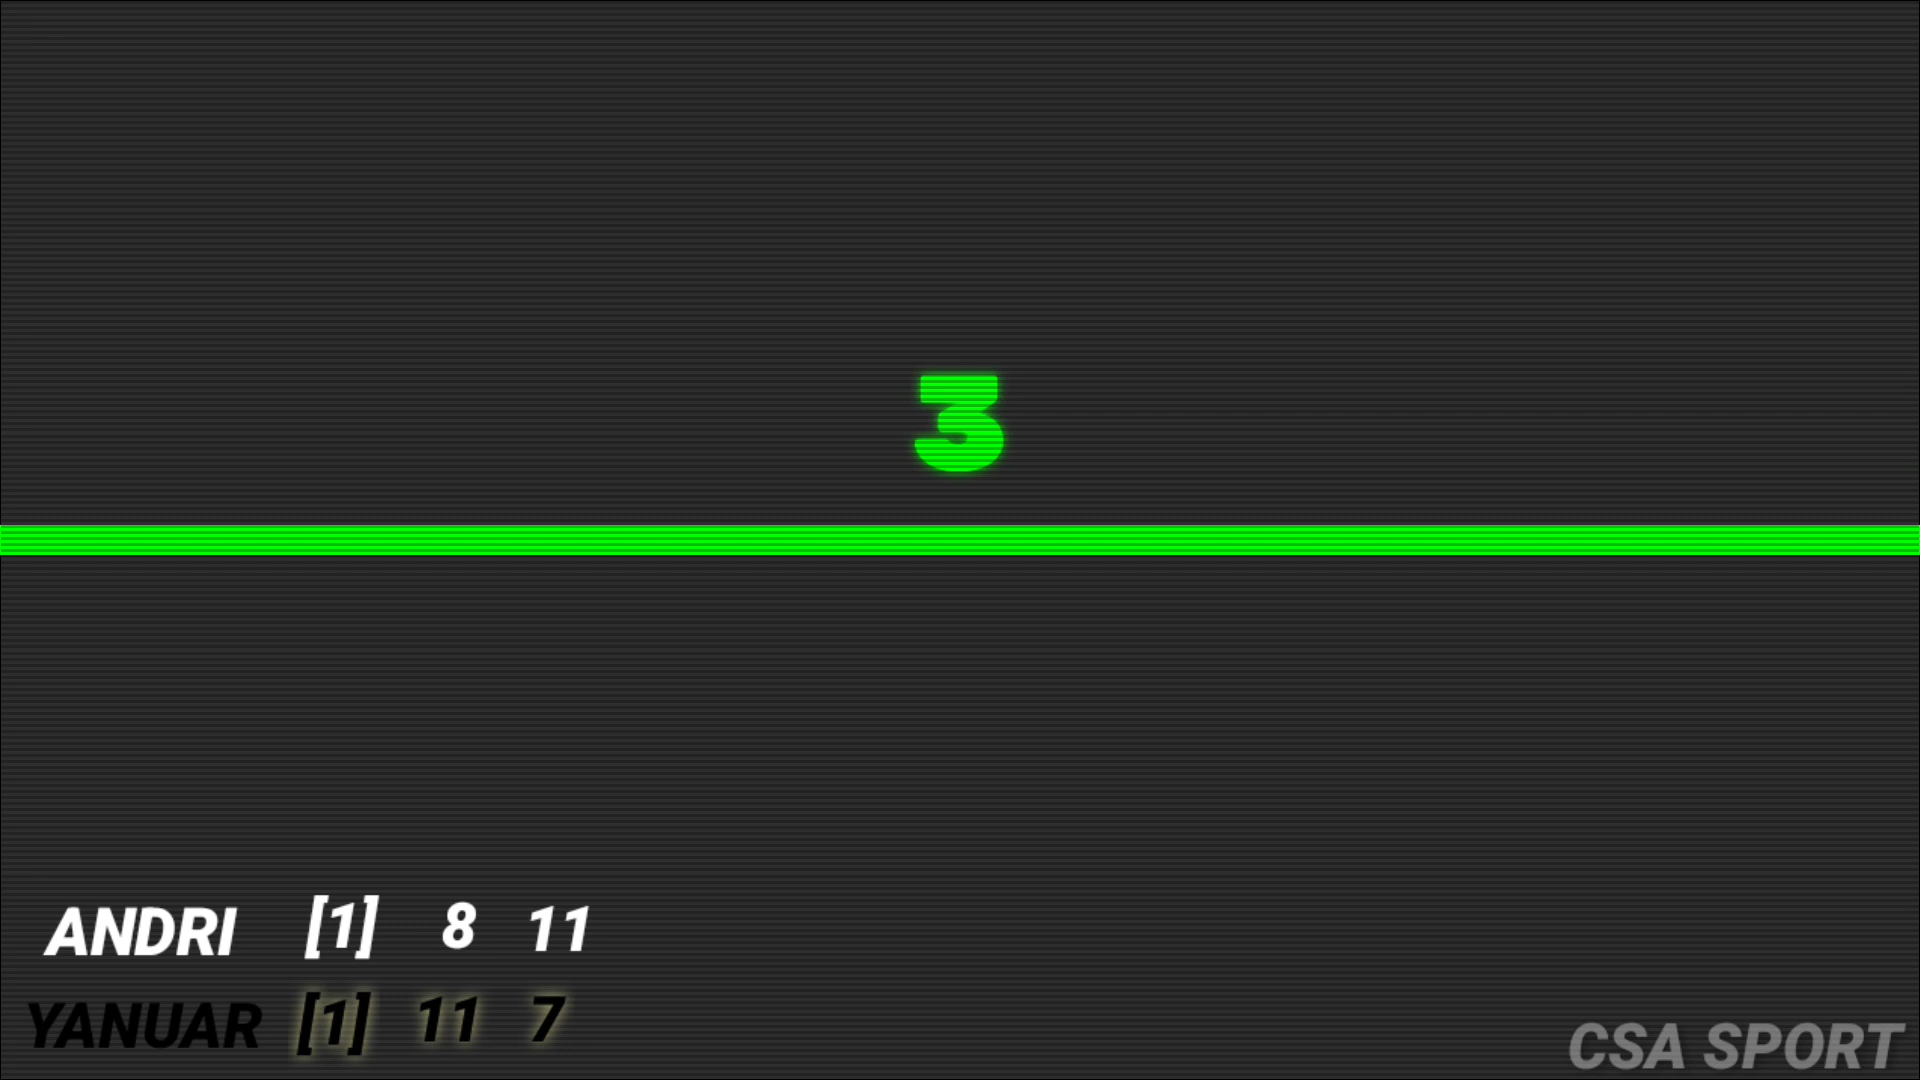 3
ANDRI [1] 8 11
YANUAR [1] 11 7
CSA SPORT